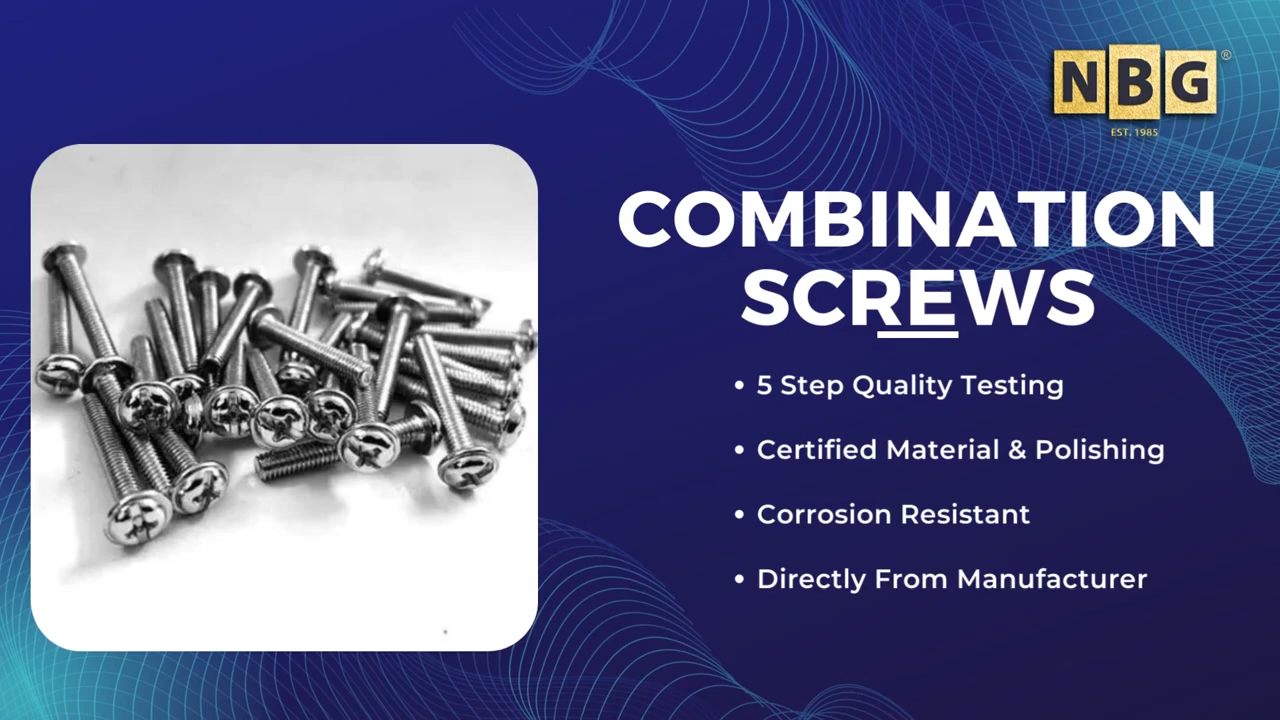 NBG®
EST. 1985
COMBINATION
SCREWS
• 5 Step Quality Testing
• Certified Material & Polishing
• Corrosion Resistant
• Directly From Manufacturer